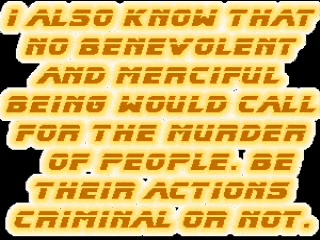 I ALSO KNOW THAT
NO BENEVOLENT
AND MERCIFUL
BEING WOULD CALL
FOR THE MURDER
OF PEOPLE. BE
THEIR ACTIONS
CRIMINAL OR NOT.